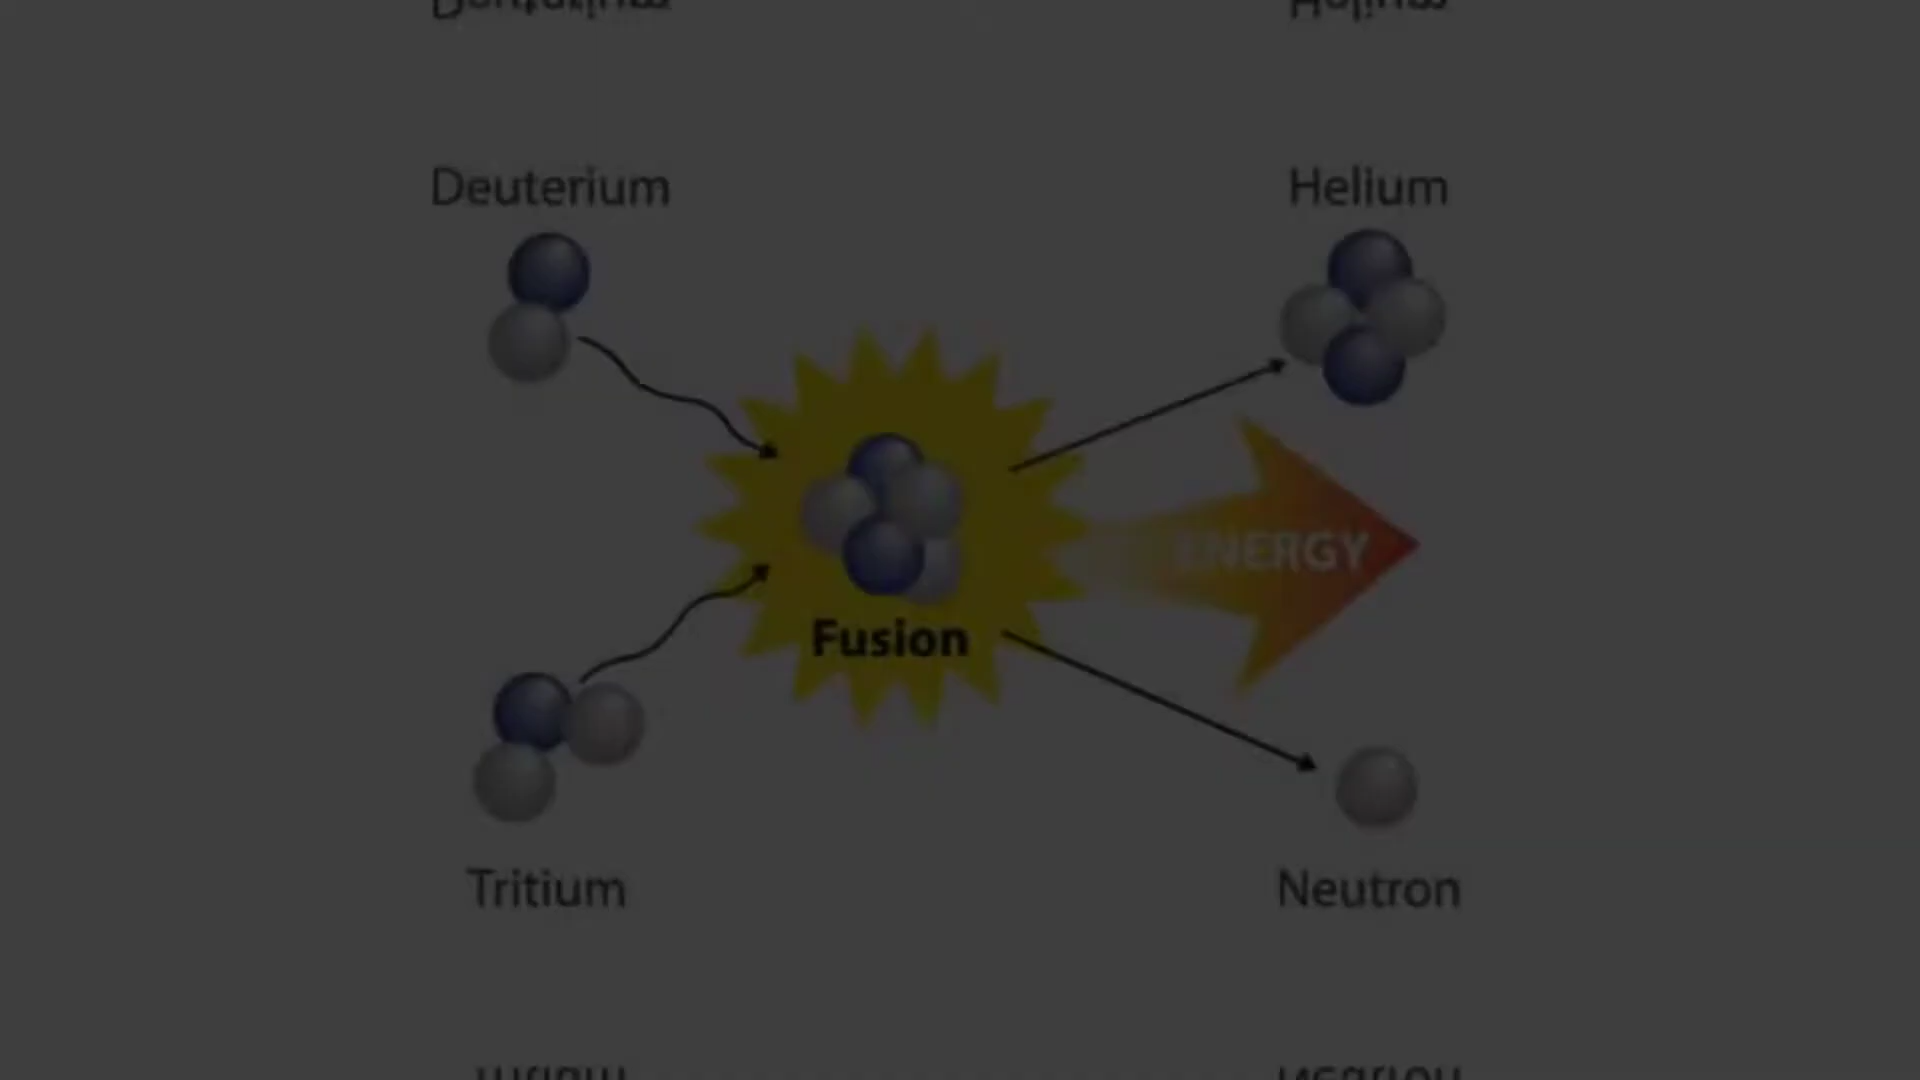 Deuterium
Helium
ENERGY
Fusion
Tritium
Neutron